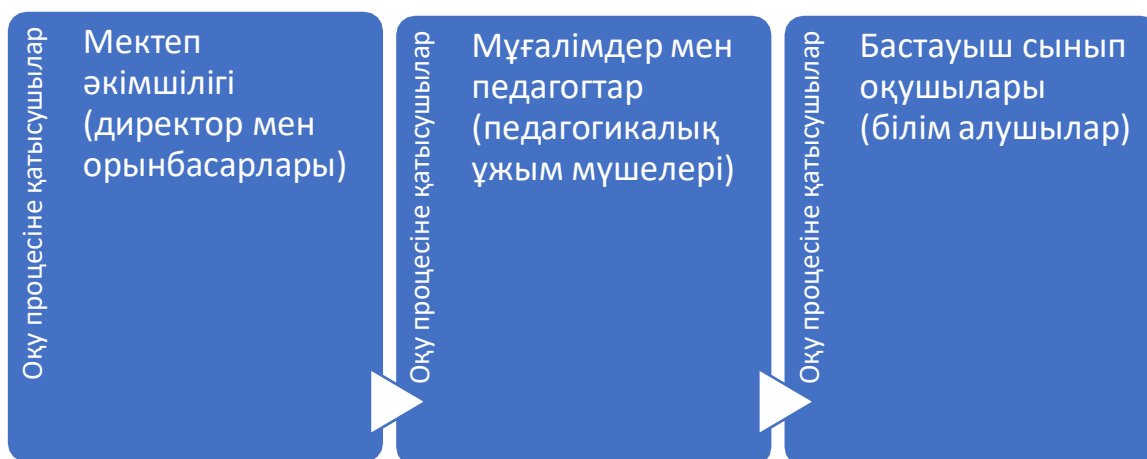 Оқу процесіне қатысушылар
Мектеп
әкімшілігі
(директор мен
орынбасарлары)
Оқу процесіне қатысушылар
Мұғалімдер мен
педагогтар
(педагогикалық
ұжым мүшелері)
Оқу процесіне қатысушылар
Бастауыш сынып
оқушылары
(білім алушылар)